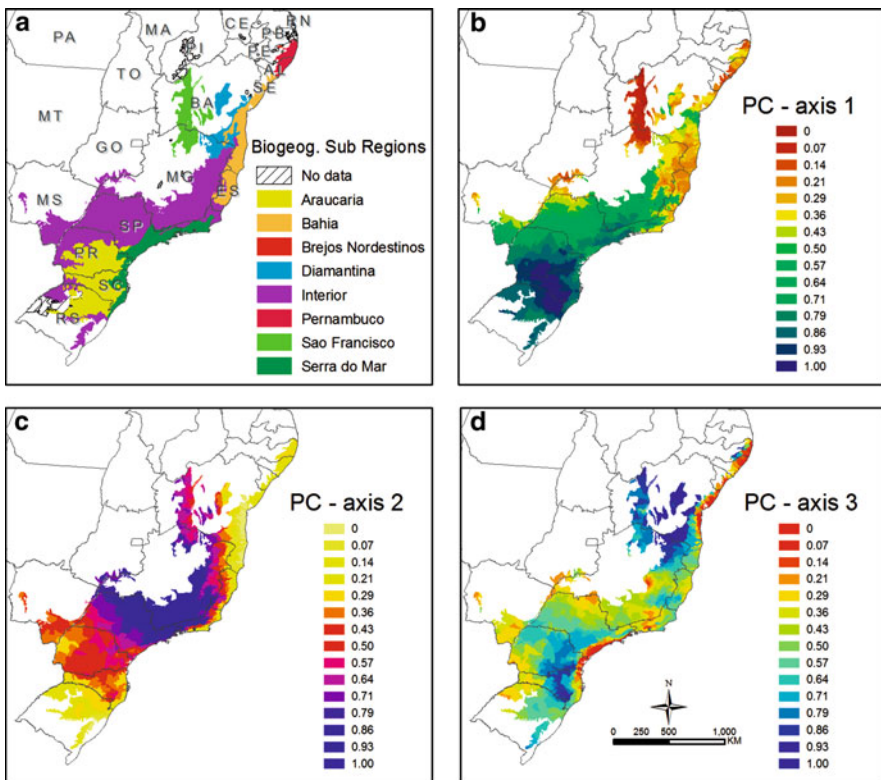 a
PA
MA
CE
RN
PI
PB
PE
AL
TO
SE
BA
MT
GO
MG
ES
MS
SP
PR
SC
RS
Biogeog. Sub Regions
No data
Araucaria
Bahia
Brejos Nordestinos
Diamantina
Interior
Pernambuco
Sao Francisco
Serra do Mar
b
PC - axis 1
0
0.07
0.14
0.21
0.29
0.36
0.43
0.50
0.57
0.64
0.71
0.79
0.86
0.93
1.00
c
PC - axis 2
0
0.07
0.14
0.21
0.29
0.36
0.43
0.50
0.57
0.64
0.71
0.79
0.86
0.93
1.00
d
PC - axis 3
0
0.07
0.14
0.21
0.29
0.36
0.43
0.50
0.57
0.64
0.71
0.79
0.86
0.93
1.00
N
0 250 500 1,000
KM